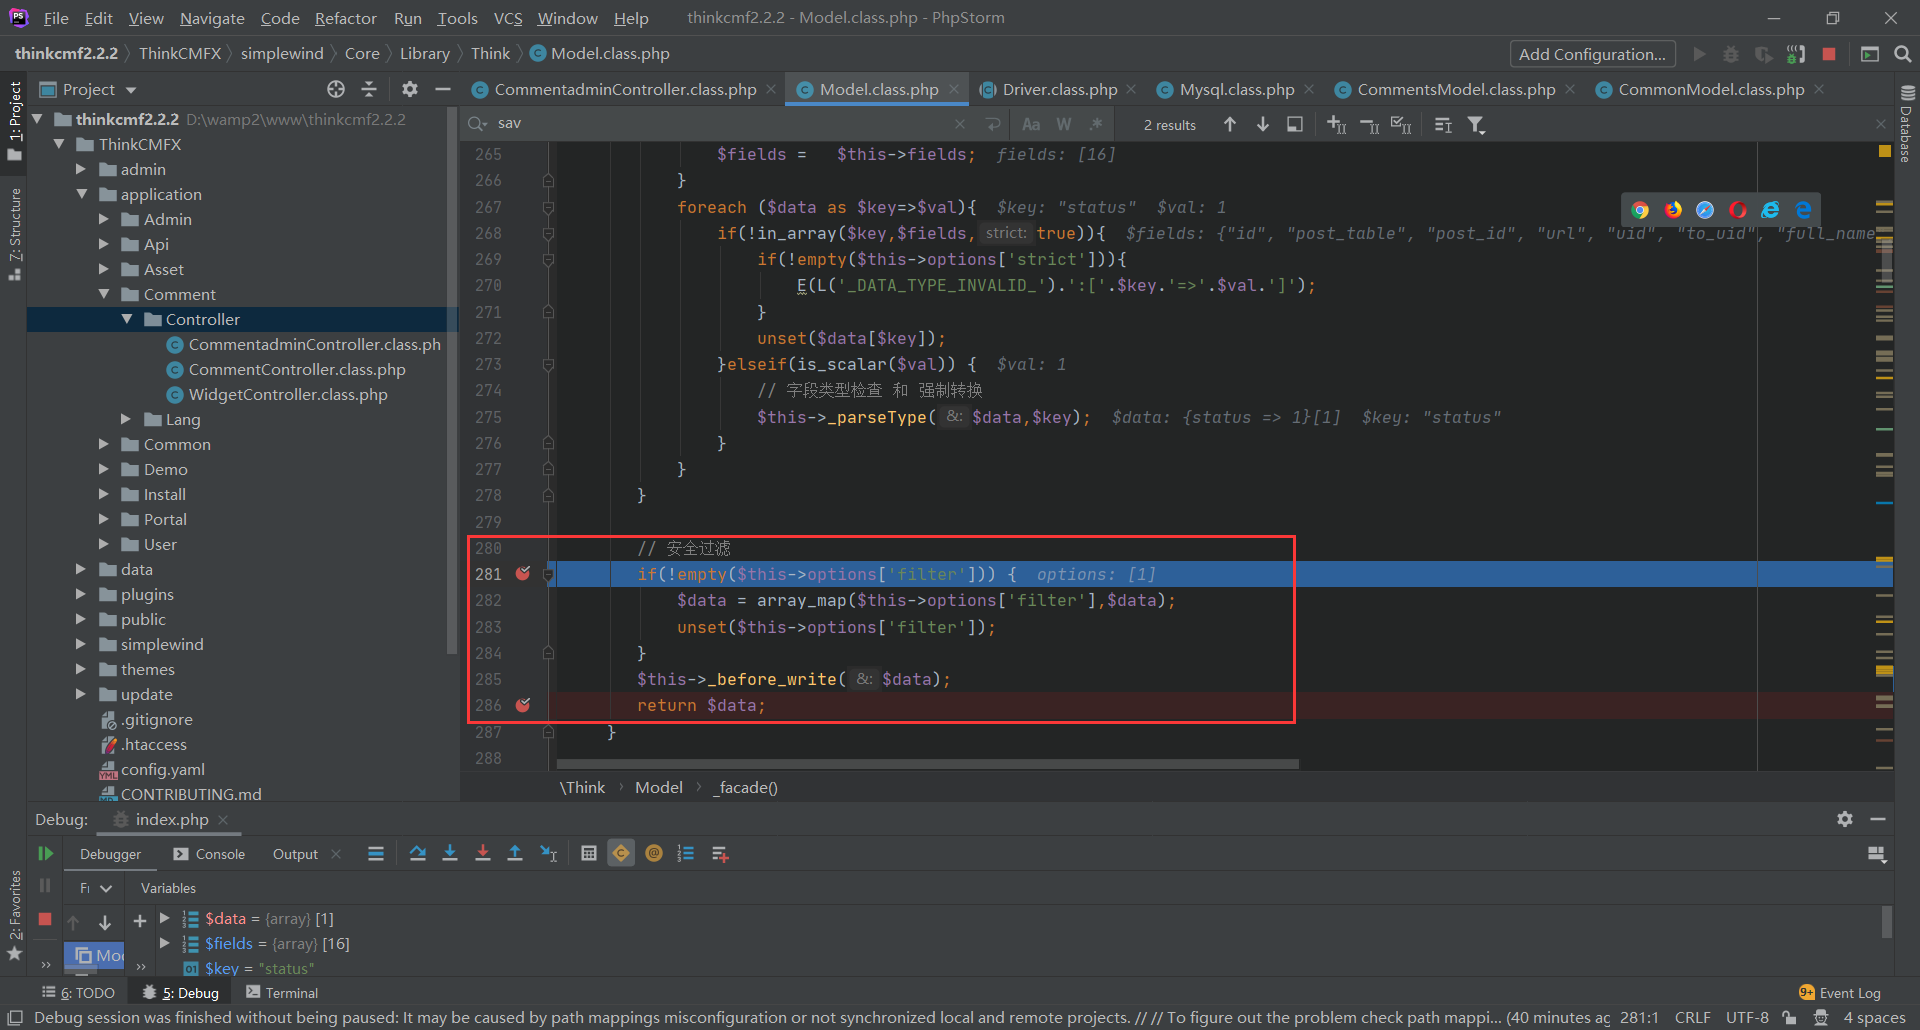 File Edit View Navigate Code Refactor Run Tools VCS Window Help thinkcmf2.2.2 - Model.class.php - PhpStorm
thinkcmf2.2.2 ThinkCMFX simplewind Core Library Think Model.class.php Add Configuration...
Project CommentadminController.class.php Model.class.php Driver.class.php Mysql.class.php CommentsModel.class.php CommonModel.class.php
sav Aa W .* 2 results
1: Project
7: Structure
2: Favorites
Database
thinkcmf2.2.2 D:\wamp2\www\thinkcmf2.2.2
ThinkCMFX
admin
application
Admin
Api
Asset
Comment
Controller
CommentadminController.class.ph
CommentController.class.php
WidgetController.class.php
Lang
Common
Demo
Install
Portal
User
data
plugins
public
simplewind
themes
update
.gitignore
.htaccess
config.yaml
CONTRIBUTING.md
265 $fields =   $this->fields; fields: [16]
266 }
267 foreach ($data as $key=>$val){ $key: "status" $val: 1
268 if(!in_array($key,$fields, strict: true)){ $fields: {"id", "post_table", "post_id", "url", "uid", "to_uid", "full_name
269 if(!empty($this->options['strict'])){
270 E(L('_DATA_TYPE_INVALID_').':['.$key.'=>'.$val.']');
271 }
272 unset($data[$key]);
273 }elseif(is_scalar($val)) { $val: 1
274 // 字段类型检查 和 强制转换
275 $this->_parseType( &: $data,$key); $data: {status => 1}[1] $key: "status"
276 }
277 }
278 }
279
280 // 安全过滤
281 if(!empty($this->options['filter'])) { options: [1]
282 $data = array_map($this->options['filter'],$data);
283 unset($this->options['filter']);
284 }
285 $this->_before_write( &: $data);
286 return $data;
287 }
288
\Think Model _facade()
Debug: index.php
Debugger Console Output
Variables
$data = {array} [1]
$fields = {array} [16]
$key = "status"
6: TODO 5: Debug Terminal 9+ Event Log
Debug session was finished without being paused: It may be caused by path mappings misconfiguration or not synchronized local and remote projects. // // To figure out the problem check path mappi... (40 minutes ag 281:1 CRLF UTF-8 4 spaces